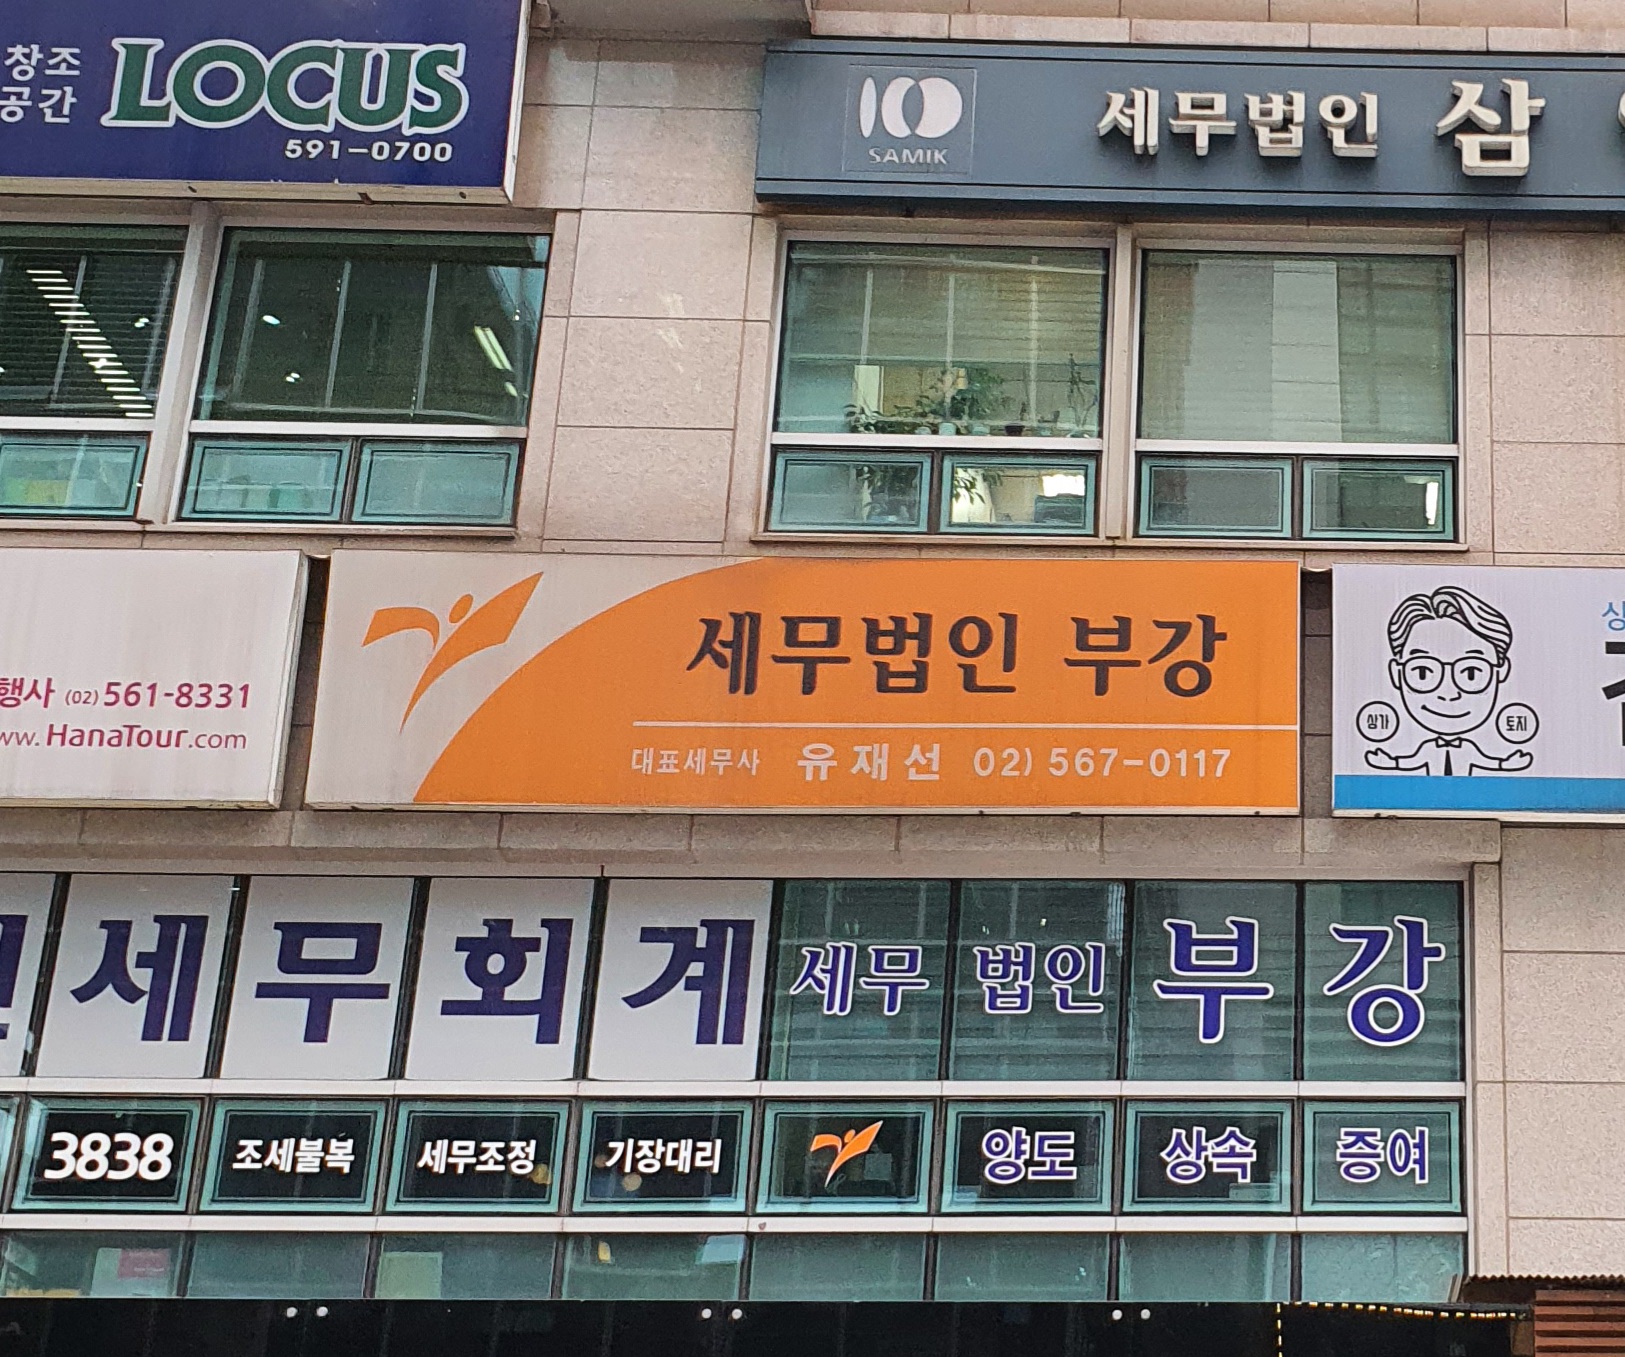 창조
공간
LOCUS
591-0700
SAMIK
세무법인 삼
행사 (02) 561-8331
HanaTour.com
세무법인 부강
대표세무사 유재선 02) 567-0117
상가
토지
세무회계
세무법인 부강
3838
조세불복
세무조정
기장대리
양도
상속
증여